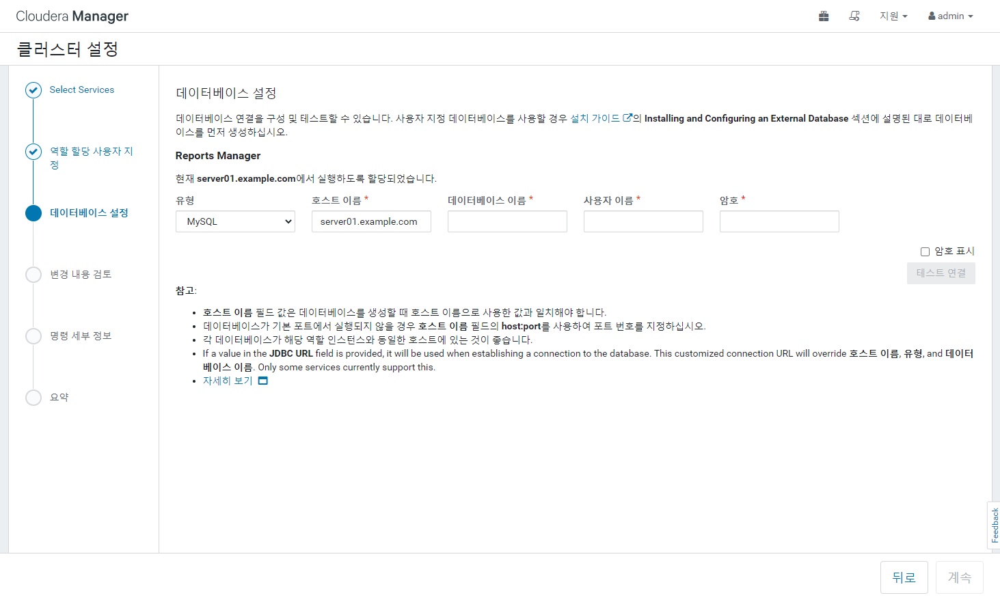 Cloudera Manager
지원
admin
클러스터 설정
Select Services
역할 할당 사용자 지
정
데이터베이스 설정
변경 내용 검토
명령 세부 정보
요약
데이터베이스 설정
데이터베이스 연결을 구성 및 테스트할 수 있습니다. 사용자 지정 데이터베이스를 사용할 경우 설치 가이드의 Installing and Configuring an External Database 섹션에 설명된 대로 데이터베
이스를 먼저 생성하십시오.
Reports Manager
현재 server01.example.com에서 실행하도록 할당되었습니다.
유형 호스트 이름 * 데이터베이스 이름 * 사용자 이름 * 암호 *
MySQL server01.example.com
암호 표시
테스트 연결
참고:
• 호스트 이름 필드 값은 데이터베이스를 생성할 때 호스트 이름으로 사용한 값과 일치해야 합니다.
• 데이터베이스가 기본 포트에서 실행되지 않을 경우 호스트 이름 필드의 host:port를 사용하여 포트 번호를 지정하십시오.
• 각 데이터베이스가 해당 역할 인스턴스와 동일한 호스트에 있는 것이 좋습니다.
• If a value in the JDBC URL field is provided, it will be used when establishing a connection to the database. This customized connection URL will override 호스트 이름, 유형, and 데이터
베이스 이름. Only some services currently support this.
• 자세히 보기
Feedback
뒤로
계속